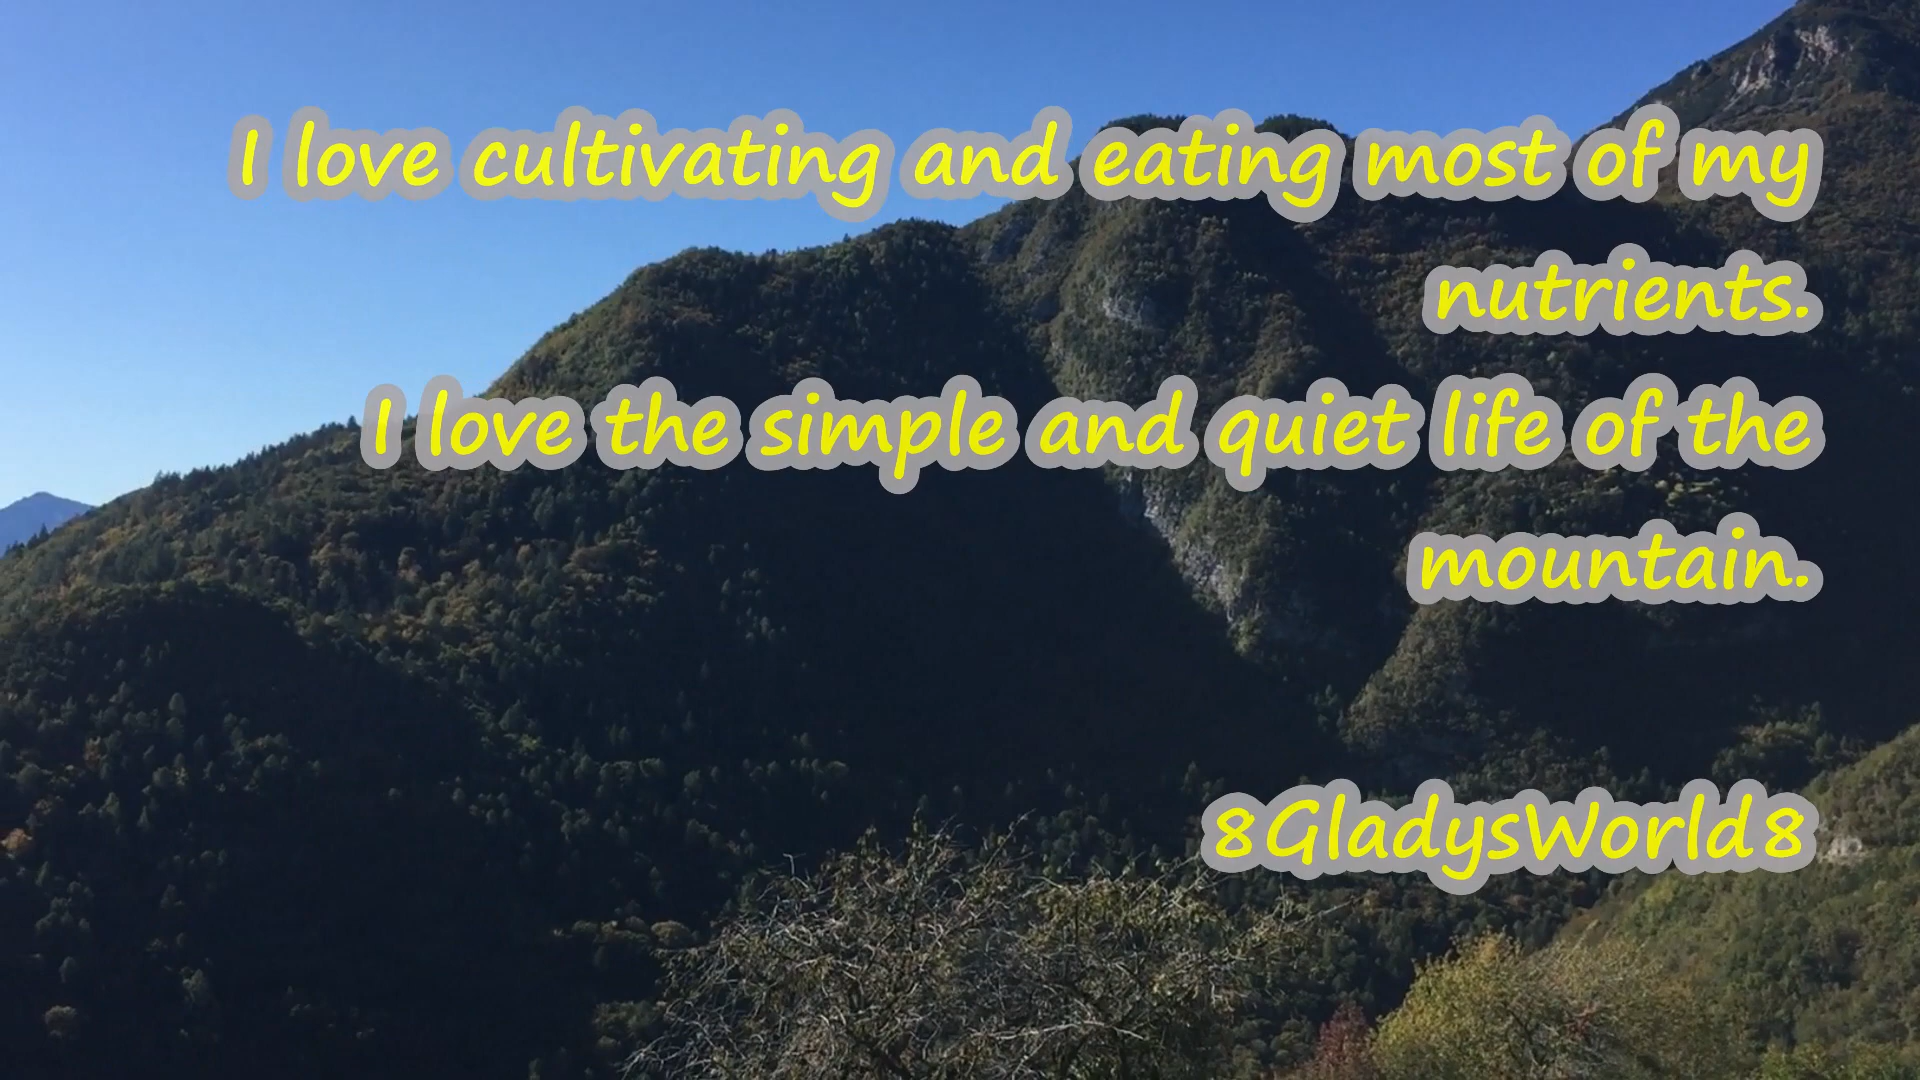 I love cultivating and eating most of my
nutrients.
I love the simple and quiet life of the
mountain.
8GladysWorld8